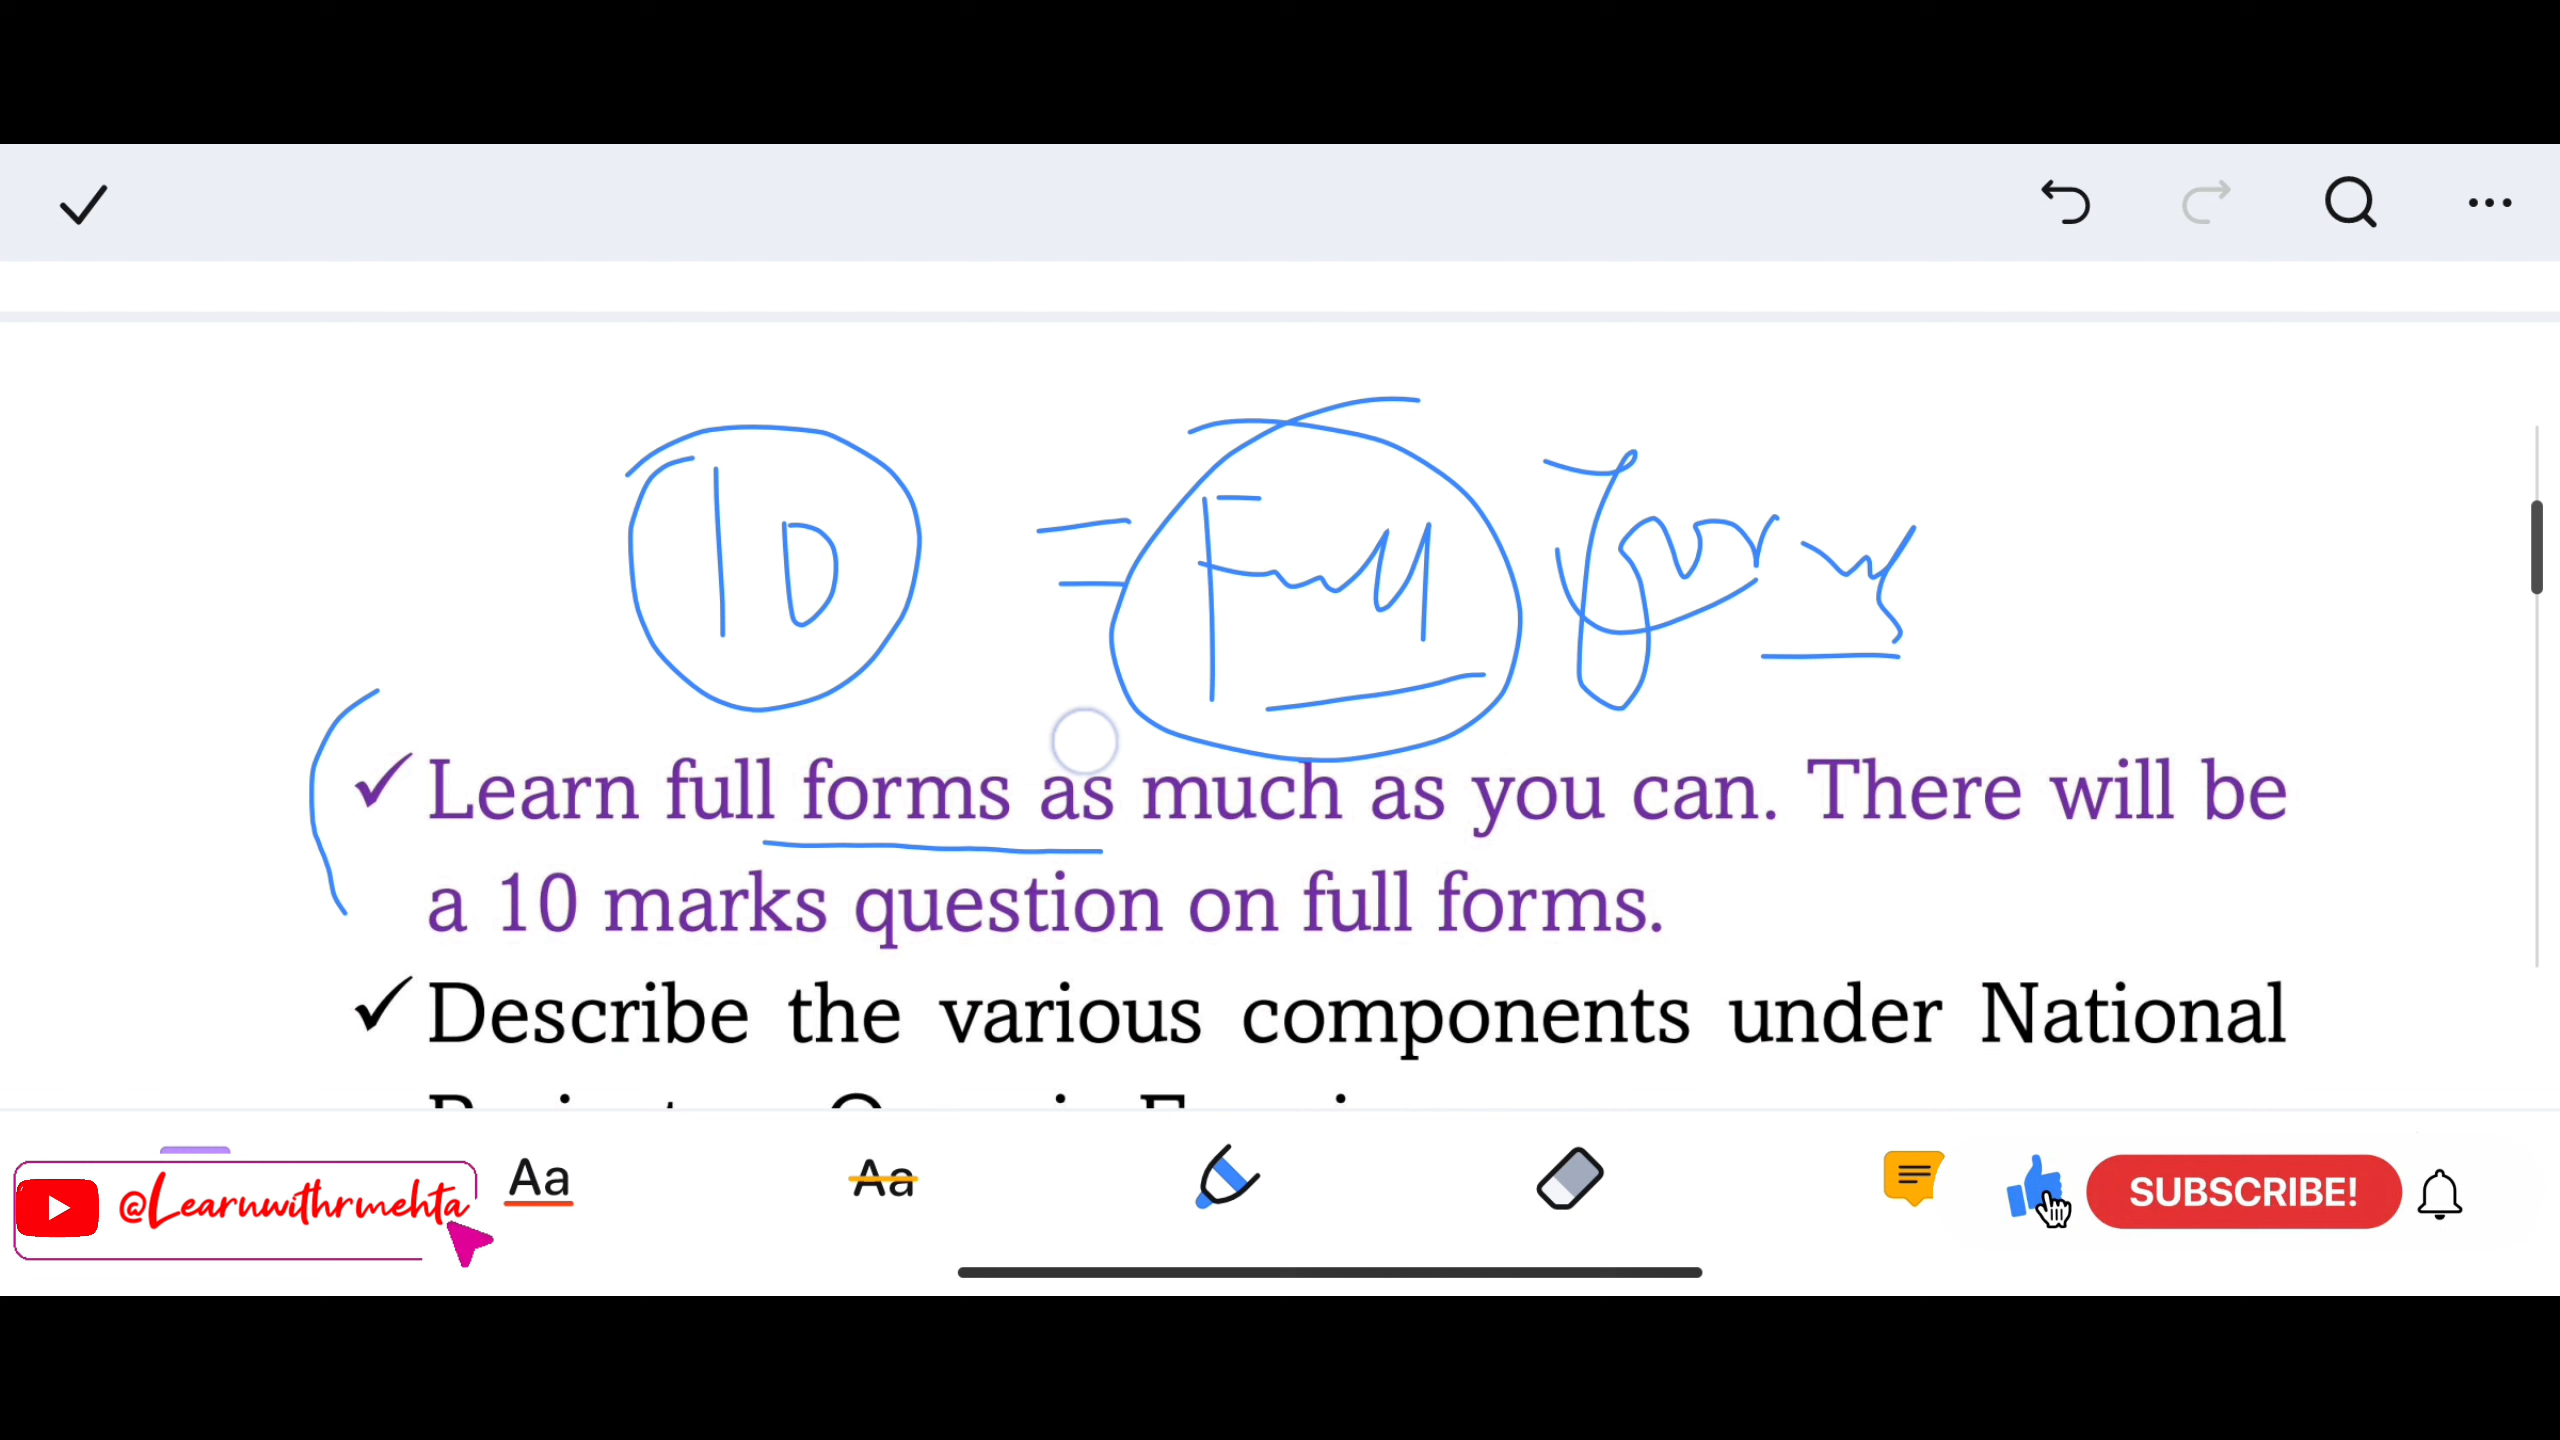 10 = Full forms
✓ Learn full forms as much as you can. There will be
a 10 marks question on full forms.
✓ Describe the various components under National
@Learnwithrmehta
Aa
Aa
SUBSCRIBE!